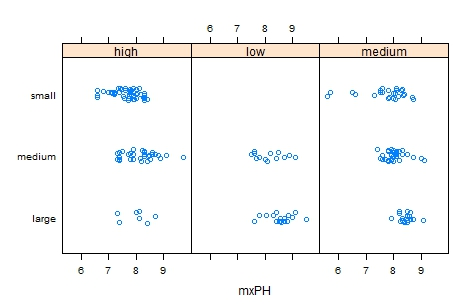 6 7 8 9
high low medium
small
medium
large
6 7 8 9 6 7 8 9
mxPH